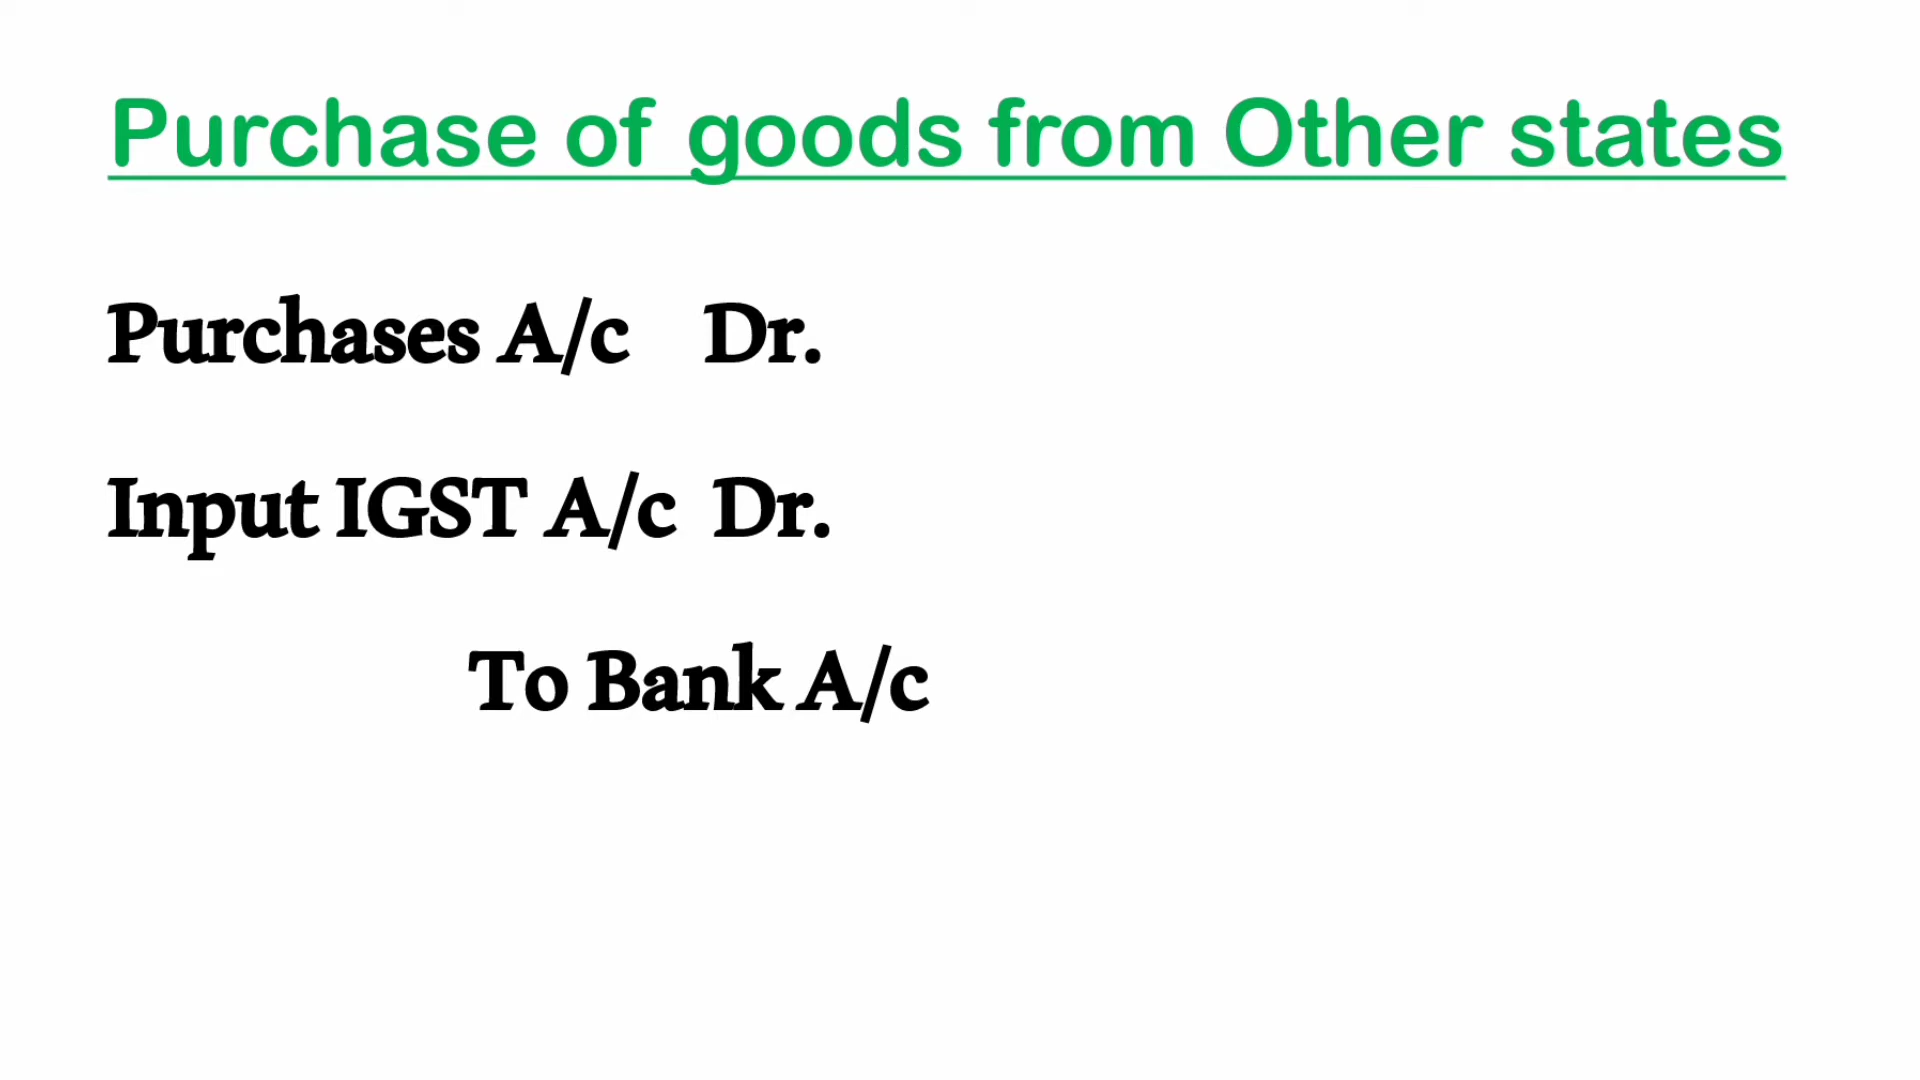 Purchase of goods from Other states
Purchases A/c Dr.
Input IGST A/c Dr.
To Bank A/c